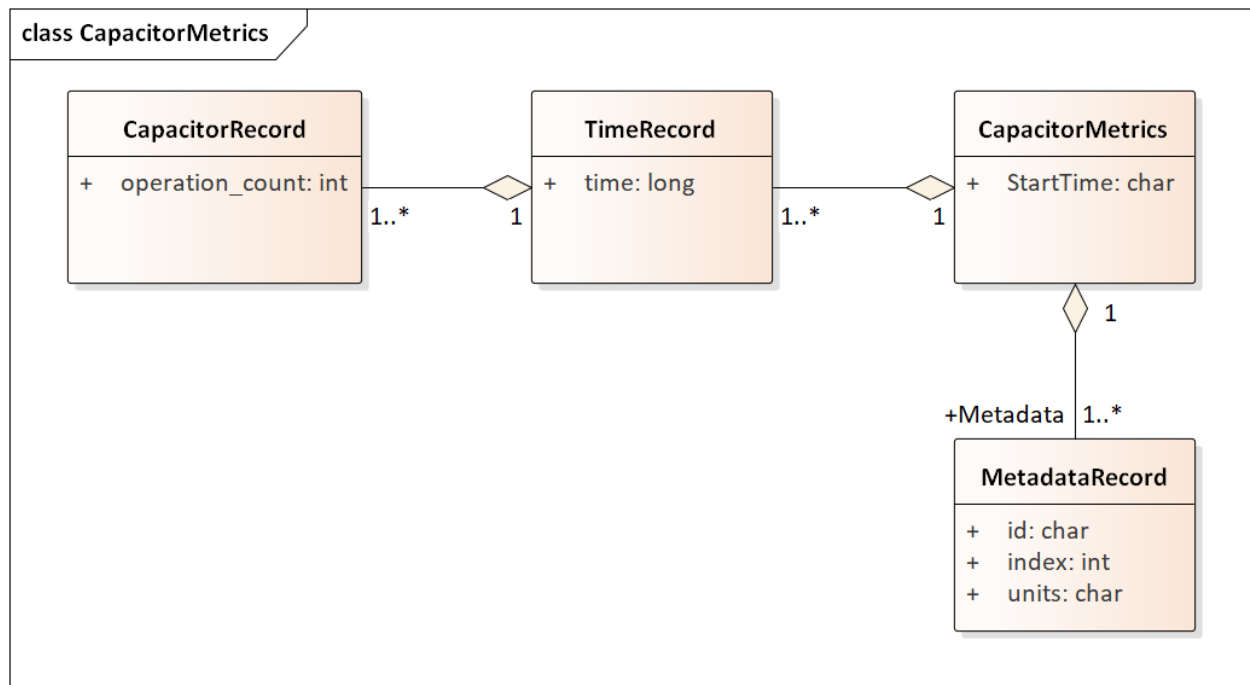 class CapacitorMetrics
CapacitorRecord
+ operation_count: int
TimeRecord
+ time: long
CapacitorMetrics
+ StartTime: char
1..*
1
1..*
1
1
+Metadata
1..*
MetadataRecord
+ id: char
+ index: int
+ units: char